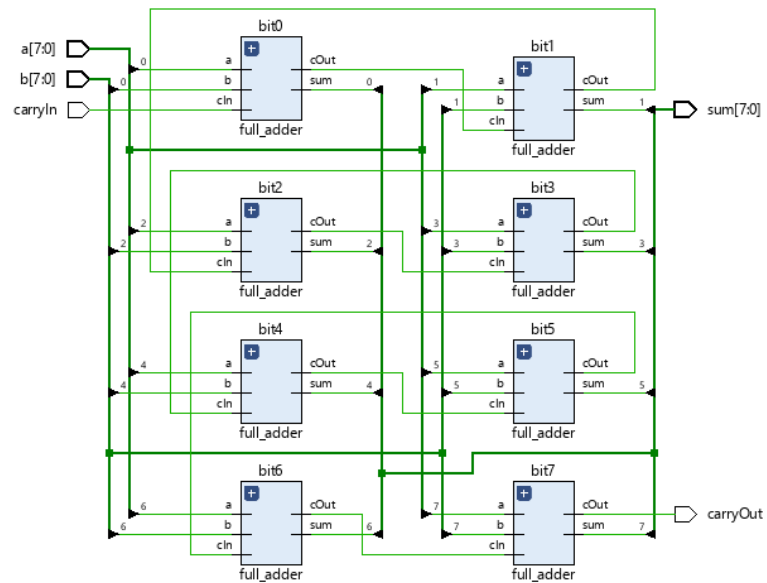 bit0
a[7:0]
b[7:0]
carryIn
0
0
a
b
cIn
cOut
sum
0
full_adder
bit1
1
1
a
b
cIn
cOut
sum
1
full_adder
sum[7:0]
bit2
2
2
a
b
cIn
cOut
sum
2
full_adder
bit3
3
3
a
b
cIn
cOut
sum
3
full_adder
bit4
4
4
a
b
cIn
cOut
sum
4
full_adder
bit5
5
5
a
b
cIn
cOut
sum
5
full_adder
bit6
6
6
a
b
cIn
cOut
sum
6
full_adder
bit7
7
7
a
b
cIn
cOut
sum
7
full_adder
carryOut